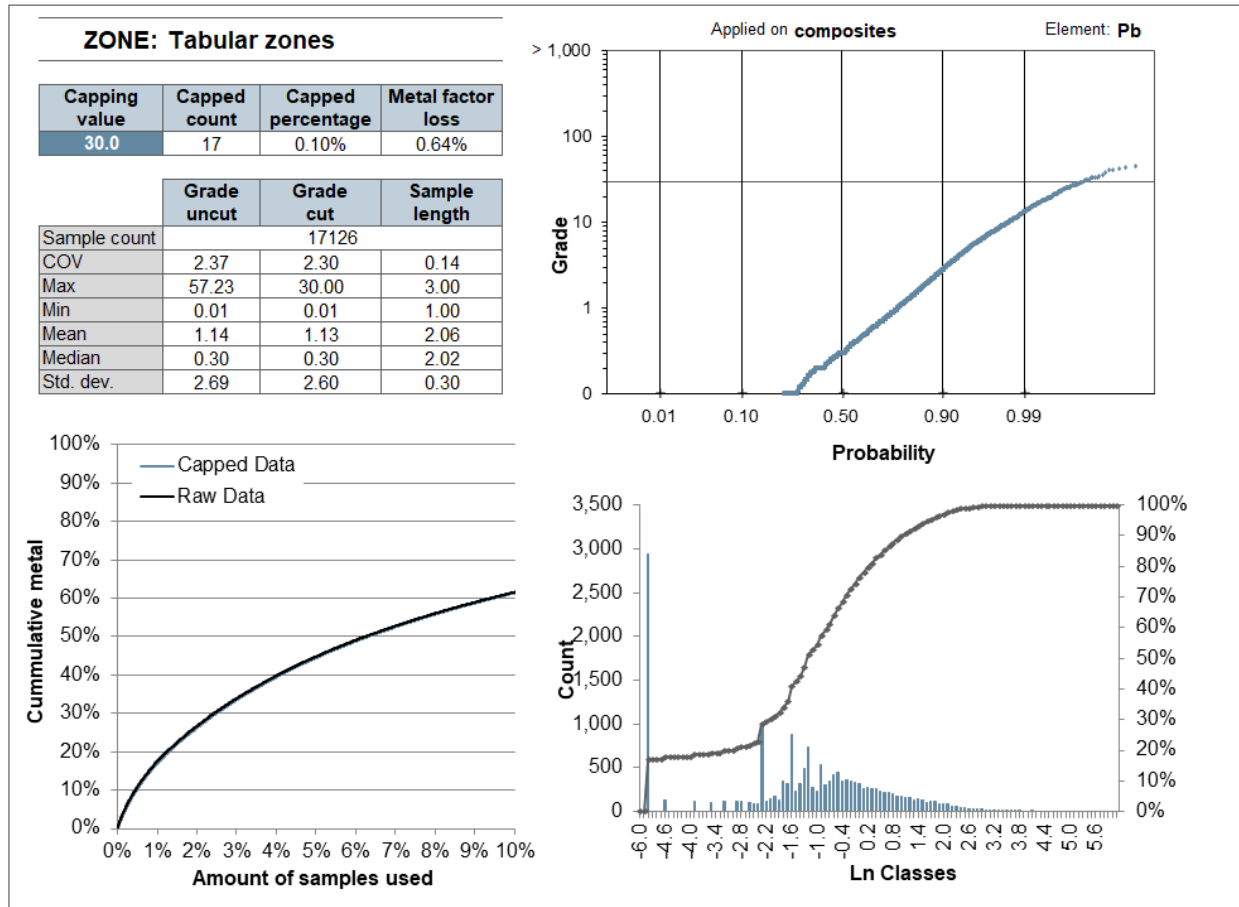 ZONE: Tabular zones
Capping value Capped count Capped percentage Metal factor loss
30.0 17 0.10% 0.64%
Grade uncut Grade cut Sample length
Sample count 17126
COV 2.37 2.30 0.14
Max 57.23 30.00 3.00
Min 0.01 0.01 1.00
Mean 1.14 1.13 2.06
Median 0.30 0.30 2.02
Std. dev. 2.69 2.60 0.30
Applied on composites Element: Pb
> 1,000
100
10
1
0
Grade
0.01 0.10 0.50 0.90 0.99
Probability
100%
90%
80%
70%
60%
50%
40%
30%
20%
10%
0%
Cummulative metal
Capped Data
Raw Data
0% 1% 2% 3% 4% 5% 6% 7% 8% 9% 10%
Amount of samples used
3,500
3,000
2,500
2,000
1,500
1,000
500
0
Count
100%
90%
80%
70%
60%
50%
40%
30%
20%
10%
0%
-6.0 -4.6 -4.0 -3.4 -2.8 -2.2 -1.6 -1.0 -0.4 0.2 0.8 1.4 2.0 2.6 3.2 3.8 4.4 5.0 5.6
Ln Classes